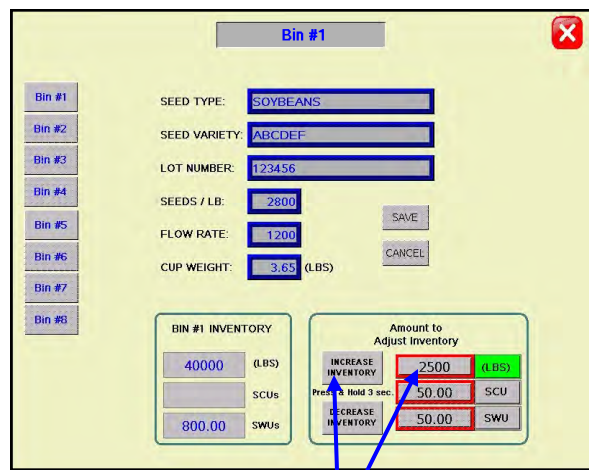 Bin #1
Bin #1
Bin #2
Bin #3
Bin #4
Bin #5
Bin #6
Bin #7
Bin #8
SEED TYPE: SOYBEANS
SEED VARIETY: ABCDEF
LOT NUMBER: 123456
SEEDS / LB: 2800
FLOW RATE: 1200
CUP WEIGHT: 3.65 (LBS)
SAVE
CANCEL
BIN #1 INVENTORY
40000 (LBS)
SCUs
800.00 SWUs
Amount to
Adjust Inventory
INCREASE
INVENTORY
2500 (LBS)
Press & Hold 3 sec.
50.00 SCU
DECREASE
INVENTORY
50.00 SWU